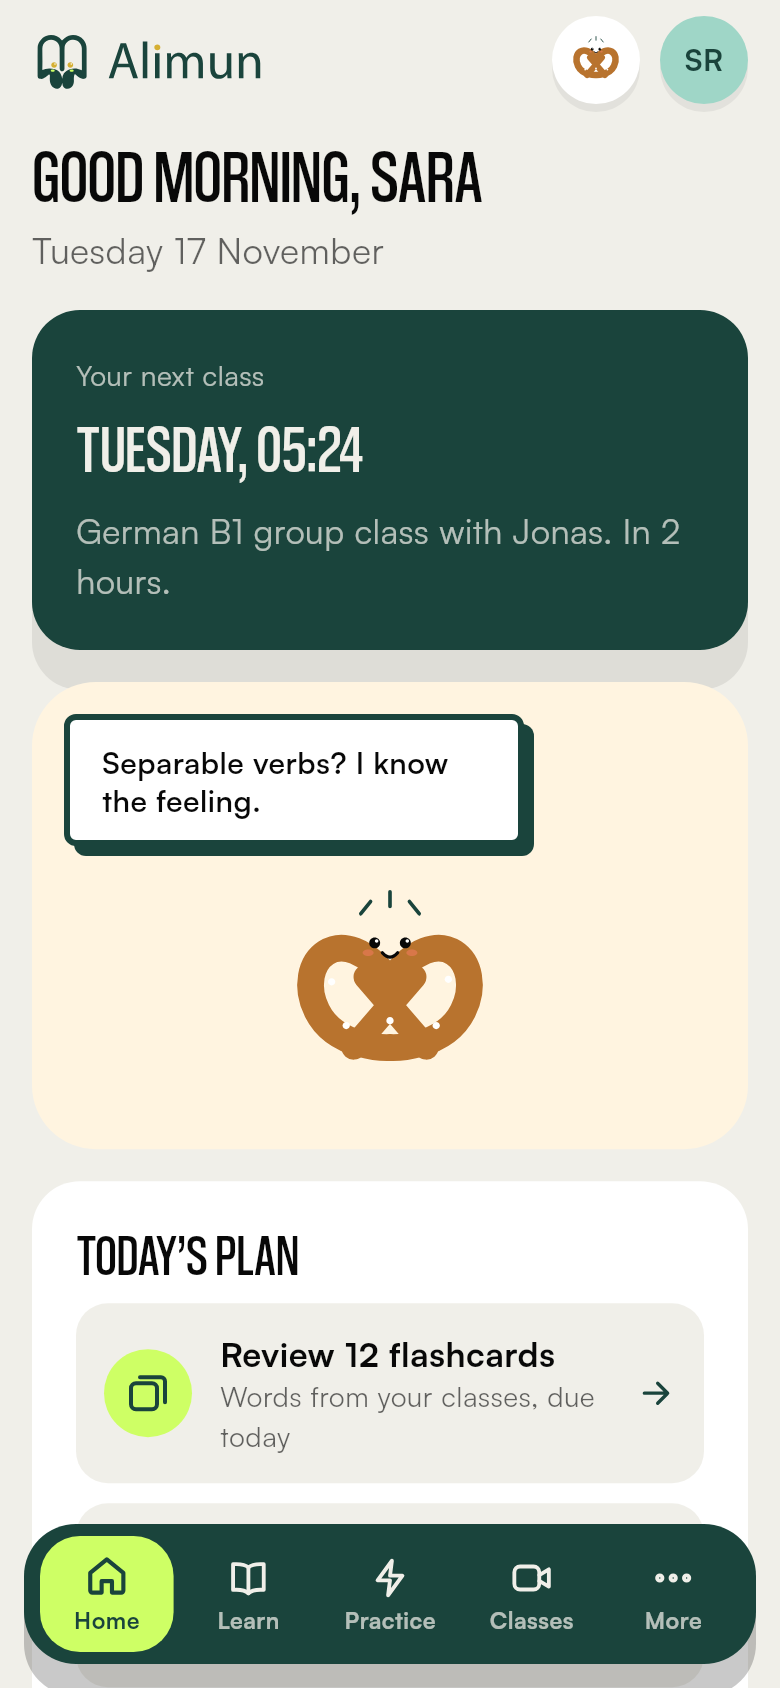 Alimun
SR
GOOD MORNING, SARA
Tuesday 17 November
Your next class
TUESDAY, 05:24
German B1 group class with Jonas. In 2
hours.
Separable verbs? I know
the feeling.
TODAY’S PLAN
Review 12 flashcards
Words from your classes, due
today
Home
Learn
Practice
Classes
More